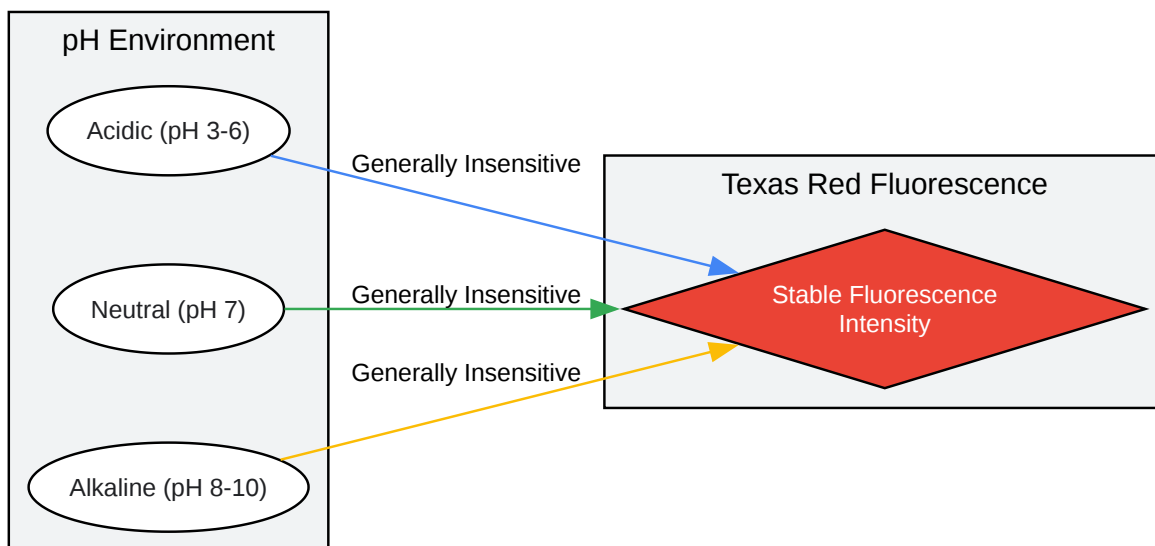 pH Environment
Acidic (pH 3-6)
Neutral (pH 7)
Alkaline (pH 8-10)
Generally Insensitive
Generally Insensitive
Generally Insensitive
Texas Red Fluorescence
Stable Fluorescence
Intensity